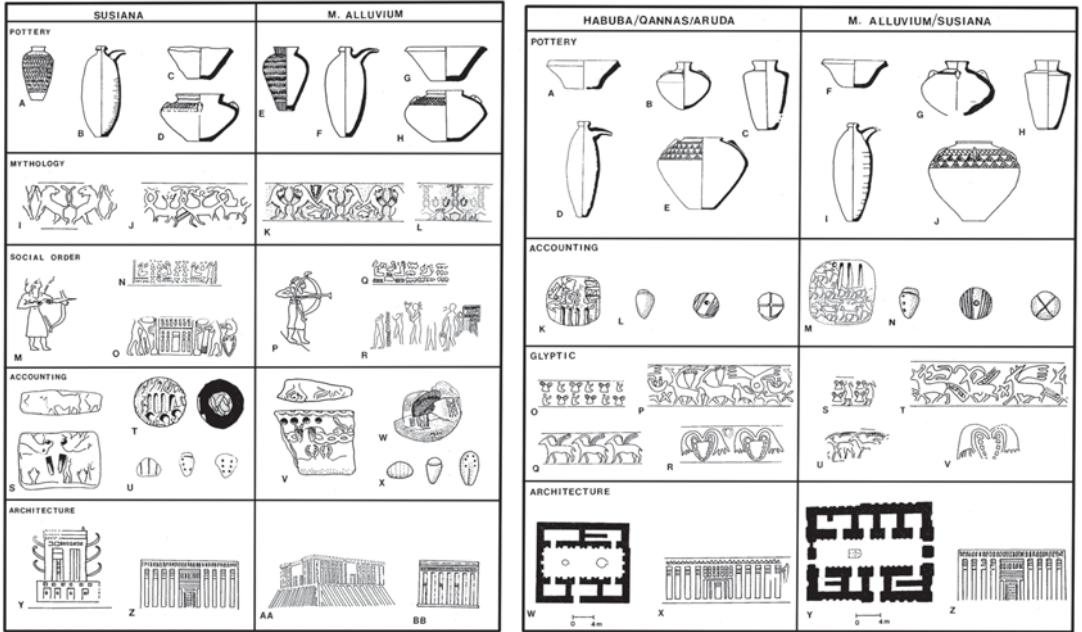 SUSIANA
M. ALLUVIUM
POTTERY
A
B
C
D
E
F
G
H
MYTHOLOGY
I
J
K
L
SOCIAL ORDER
M
N
O
P
Q
R
ACCOUNTING
S
T
U
V
W
X
ARCHITECTURE
Y
Z
AA
BB
HABUBA/QANNAS/ARUDA
M. ALLUVIUM/SUSIANA
POTTERY
A
B
C
D
E
F
G
H
I
J
ACCOUNTING
K
L
M
N
GLYPTIC
O
P
Q
R
S
T
U
V
ARCHITECTURE
W
0 4m
X
Y
0 4m
Z